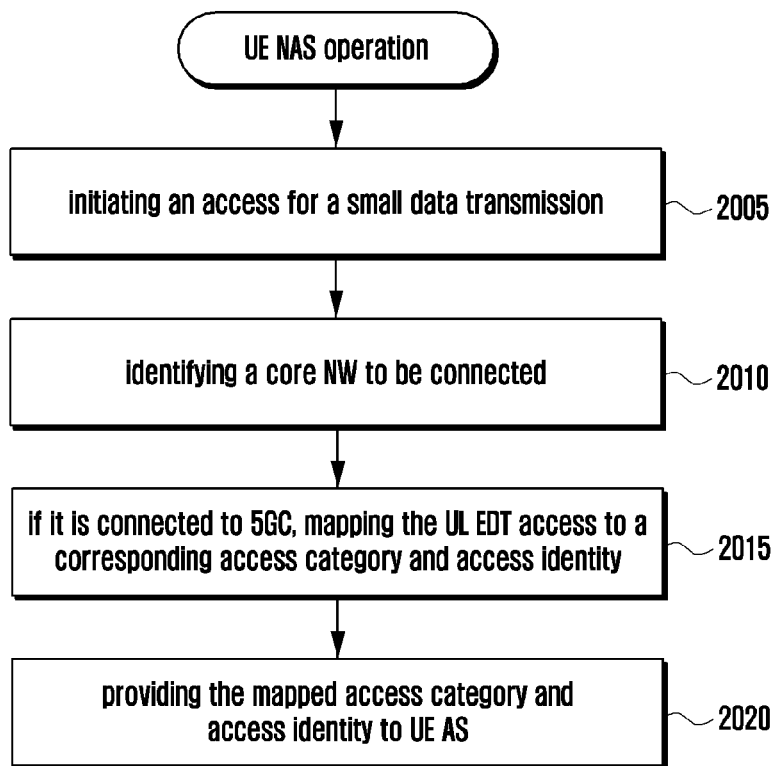 UE NAS operation
initiating an access for a small data transmission
2005
identifying a core NW to be connected
2010
if it is connected to 5GC, mapping the UL EDT access to a
corresponding access category and access identity
2015
providing the mapped access category and
access identity to UE AS
2020